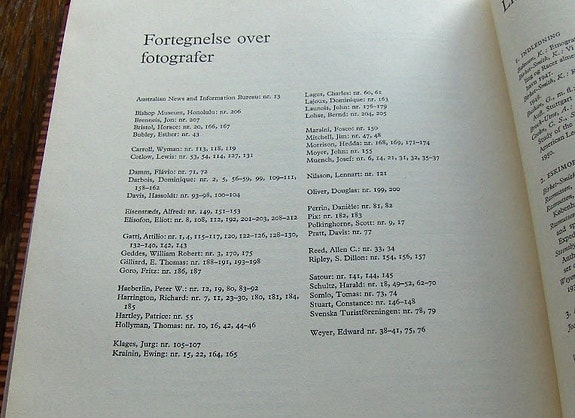 Fortegnelse over
fotografer
Australian News and Information Bureau: nr. 13
Bishop Museum, Honolulu: nr. 206
Brenneis, Jon: nr. 207
Bristol, Horace: nr. 20, 166, 167
Bubley, Esther: nr. 43
Carroll, Wyman: nr. 113, 118, 119
Cotlow, Lewis: nr. 53, 54, 114, 127, 131
Damm, Flávio: nr. 71, 72
Darbois, Dominique: nr. 2, 5, 56–59, 99, 109–111,
158–162
Davis, Hassoldt: nr. 93–98, 100–104
Eisenstædt, Alfred: nr. 149, 151–153
Elisofon, Eliot: nr. 8, 108, 112, 192, 201–203, 208–212
Gatti, Attilio: nr. 1, 4, 115–117, 120, 122–126, 128–130,
132–140, 142, 143
Geddes, William Robert: nr. 3, 170, 175
Gilliard, E. Thomas: nr. 188–191, 193–198
Goro, Fritz: nr. 186, 187
Haeberlin, Peter W.: nr. 12, 19, 80, 83–92
Harrington, Richard: nr. 7, 11, 23–30, 180, 181, 184,
185
Hartley, Patrice: nr. 55
Hollyman, Thomas: nr. 10, 16, 42, 44–46
Klages, Jurg: nr. 105–107
Krainin, Ewing: nr. 15, 22, 164, 165
Lages, Charles: nr. 60, 61
Lajoux, Dominique: nr. 163
Launois, John: nr. 176–179
Lohse, Bernd: nr. 204, 205
Maraini, Fosco: nr. 150
Mitchell, Jim: nr. 47, 48
Morrison, Hedda: nr. 168, 169, 171–174
Moyer, John: nr. 155
Muench, Josef: nr. 6, 14, 21, 31, 32, 35–37
Nilsson, Lennart: nr. 121
Oliver, Douglas: nr. 199, 200
Perrin, Danièle: nr. 81, 82
Pix: nr. 182, 183
Polkinghorne, Scott: nr. 9, 17
Pratt, Davis: nr. 77
Reed, Allen C.: nr. 33, 34
Ripley, S. Dillon: nr. 154, 156, 157
Satour: nr. 141, 144, 145
Schultz, Harald: nr. 18, 49–52, 62–70
Somlo, Tomas: nr. 73, 74
Stuart, Constance: nr. 146–148
Svenska Turistföreningen: nr. 78, 79
Weyer, Edward nr. 38–41, 75, 76
1. INDLEDNING
1950.
2. ESKIMO